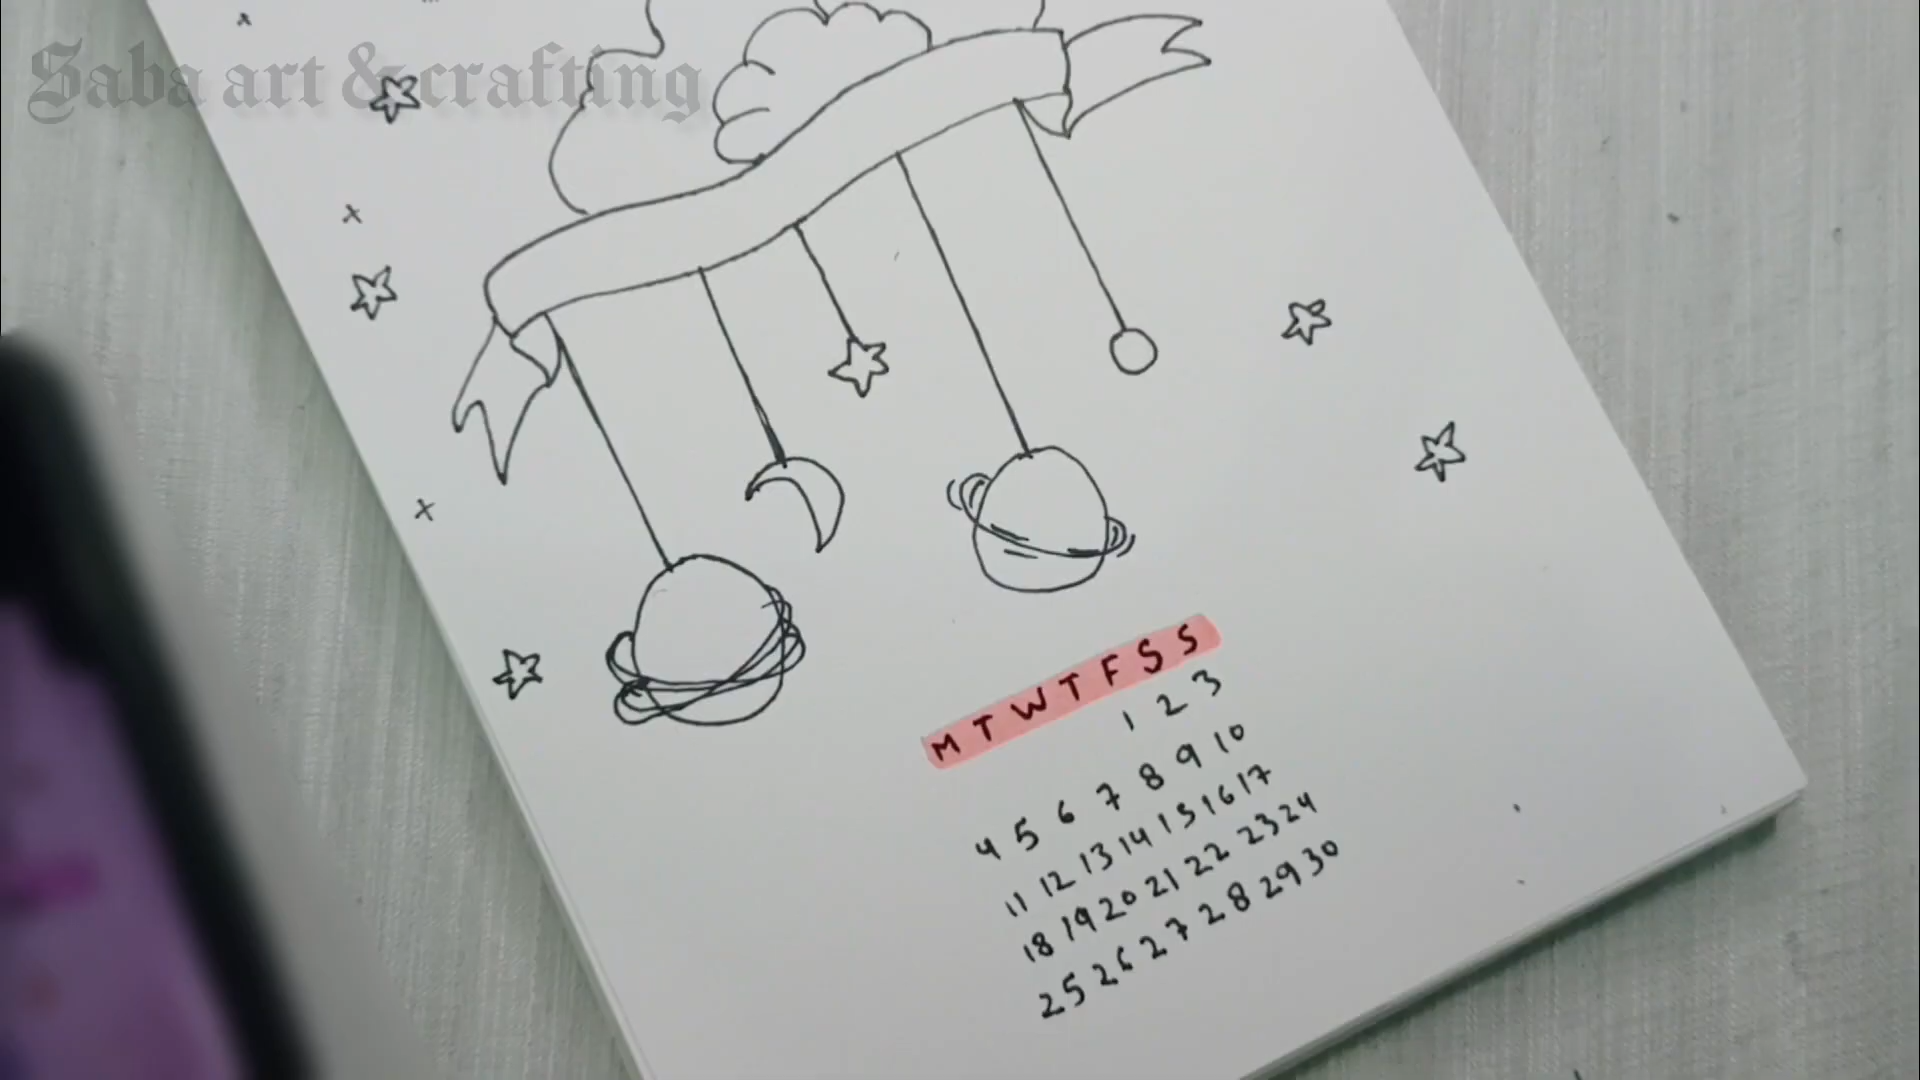 Saba art & crafting
M T W T F S S
1 2 3
4 5 6 7 8 9 10
11 12 13 14 15 16 17
18 19 20 21 22 23 24
25 26 27 28 29 30